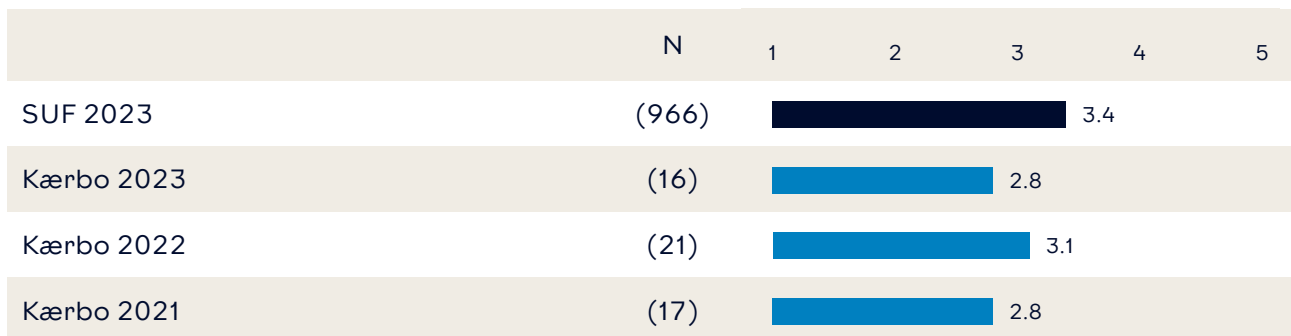 N 1 2 3 4 5
SUF 2023 (966) 3.4
Kærbo 2023 (16) 2.8
Kærbo 2022 (21) 3.1
Kærbo 2021 (17) 2.8